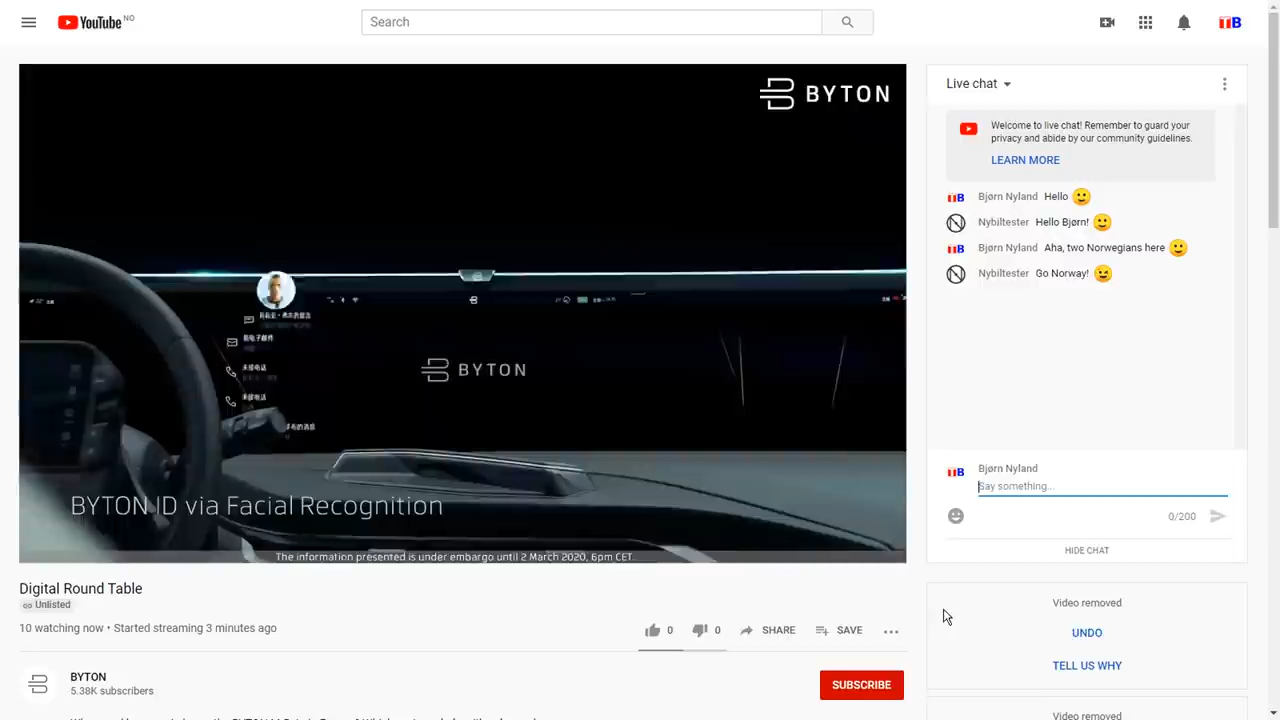 YouTube NO
Search
BYTON
BYTON
未接电话
BYTON ID via Facial Recognition
The information presented is under embargo until 2 March 2020, 6pm CET.
Digital Round Table
Unlisted
10 watching now • Started streaming 3 minutes ago
0
0
SHARE
SAVE
BYTON
5.38K subscribers
SUBSCRIBE
Live chat
Welcome to live chat! Remember to guard your
privacy and abide by our community guidelines.
LEARN MORE
Bjørn Nyland Hello 🙂
Nybiltester Hello Bjørn! 🙂
Bjørn Nyland Aha, two Norwegians here 🙂
Nybiltester Go Norway! 😉
Bjørn Nyland
Say something...
0/200
HIDE CHAT
Video removed
UNDO
TELL US WHY
Video removed